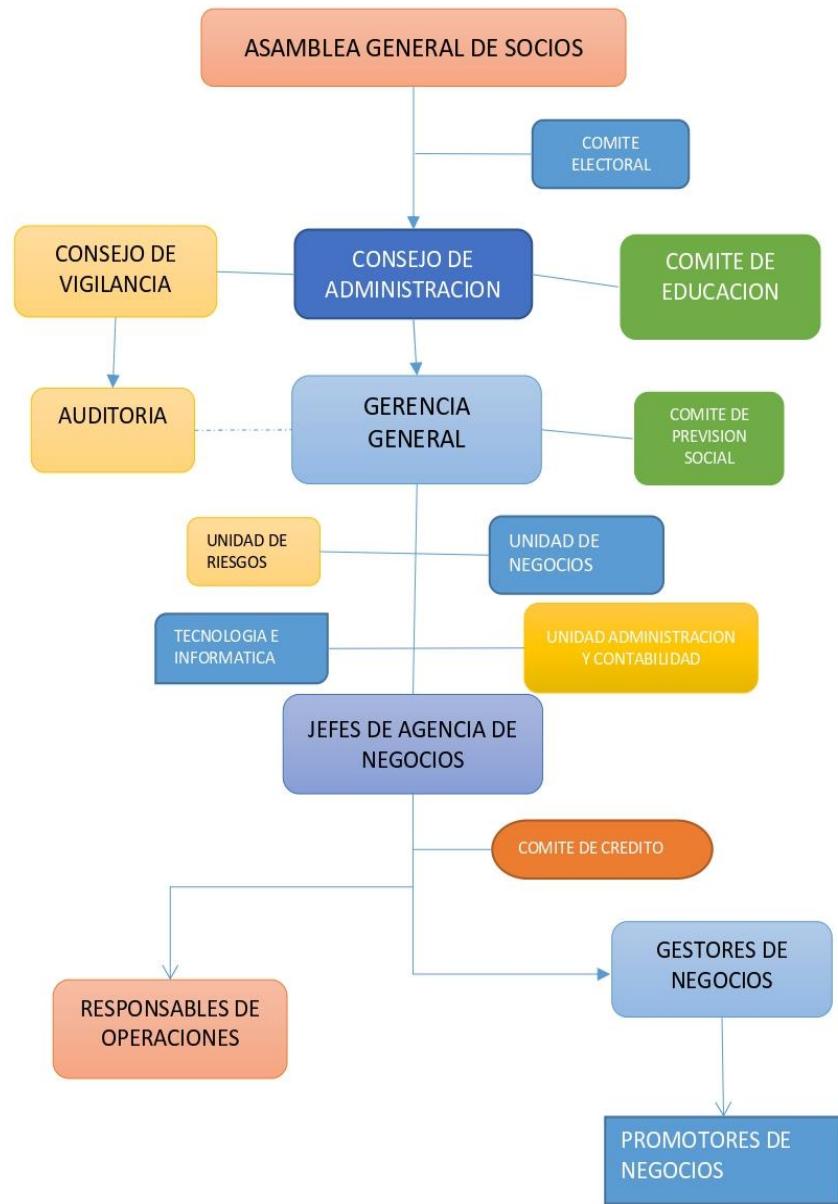 ASAMBLEA GENERAL DE SOCIOS
COMITE
ELECTORAL
CONSEJO DE
VIGILANCIA
CONSEJO DE
ADMINISTRACION
COMITE DE
EDUCACION
AUDITORIA
GERENCIA
GENERAL
COMITE DE
PREVISION
SOCIAL
UNIDAD DE
RIESGOS
UNIDAD DE
NEGOCIOS
TECNOLOGIA E
INFORMATICA
UNIDAD ADMINISTRACION
Y CONTABILIDAD
JEFES DE AGENCIA DE
NEGOCIOS
COMITE DE CREDITO
GESTORES DE
NEGOCIOS
RESPONSABLES DE
OPERACIONES
PROMOTORES DE
NEGOCIOS